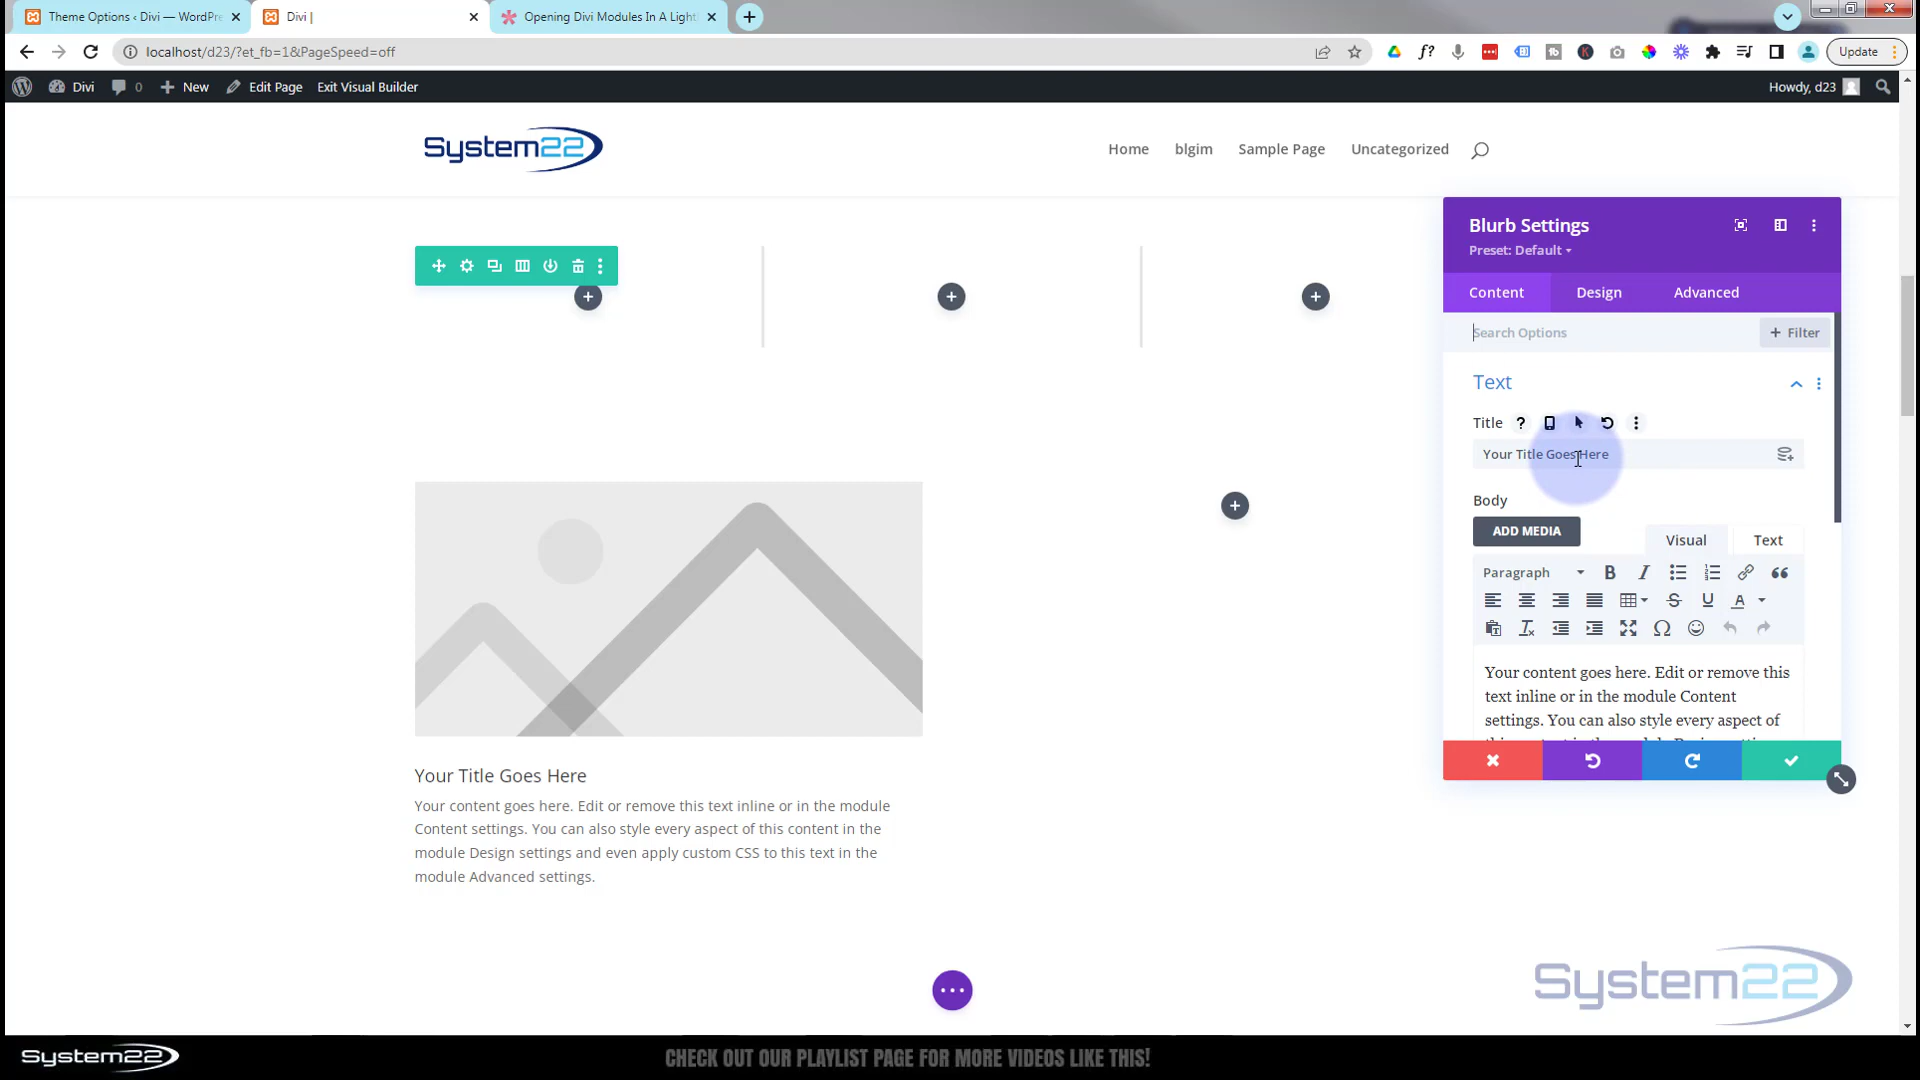 Theme Options ‹ Divi — WordPre
Divi |
Opening Divi Modules In A Light
localhost/d23/?et_fb=1&PageSpeed=off
Update
Divi
0
New
Edit Page
Exit Visual Builder
Howdy, d23
System22
Home
blgim
Sample Page
Uncategorized
Blurb Settings
Preset: Default
Content
Design
Advanced
Search Options
+ Filter
Text
Title
Your Title Goes Here
Body
ADD MEDIA
Visual
Text
Paragraph
Your content goes here. Edit or remove this
text inline or in the module Content
settings. You can also style every aspect of
Your Title Goes Here
Your content goes here. Edit or remove this text inline or in the module
Content settings. You can also style every aspect of this content in the
module Design settings and even apply custom CSS to this text in the
module Advanced settings.
System22
System22
CHECK OUT OUR PLAYLIST PAGE FOR MORE VIDEOS LIKE THIS!